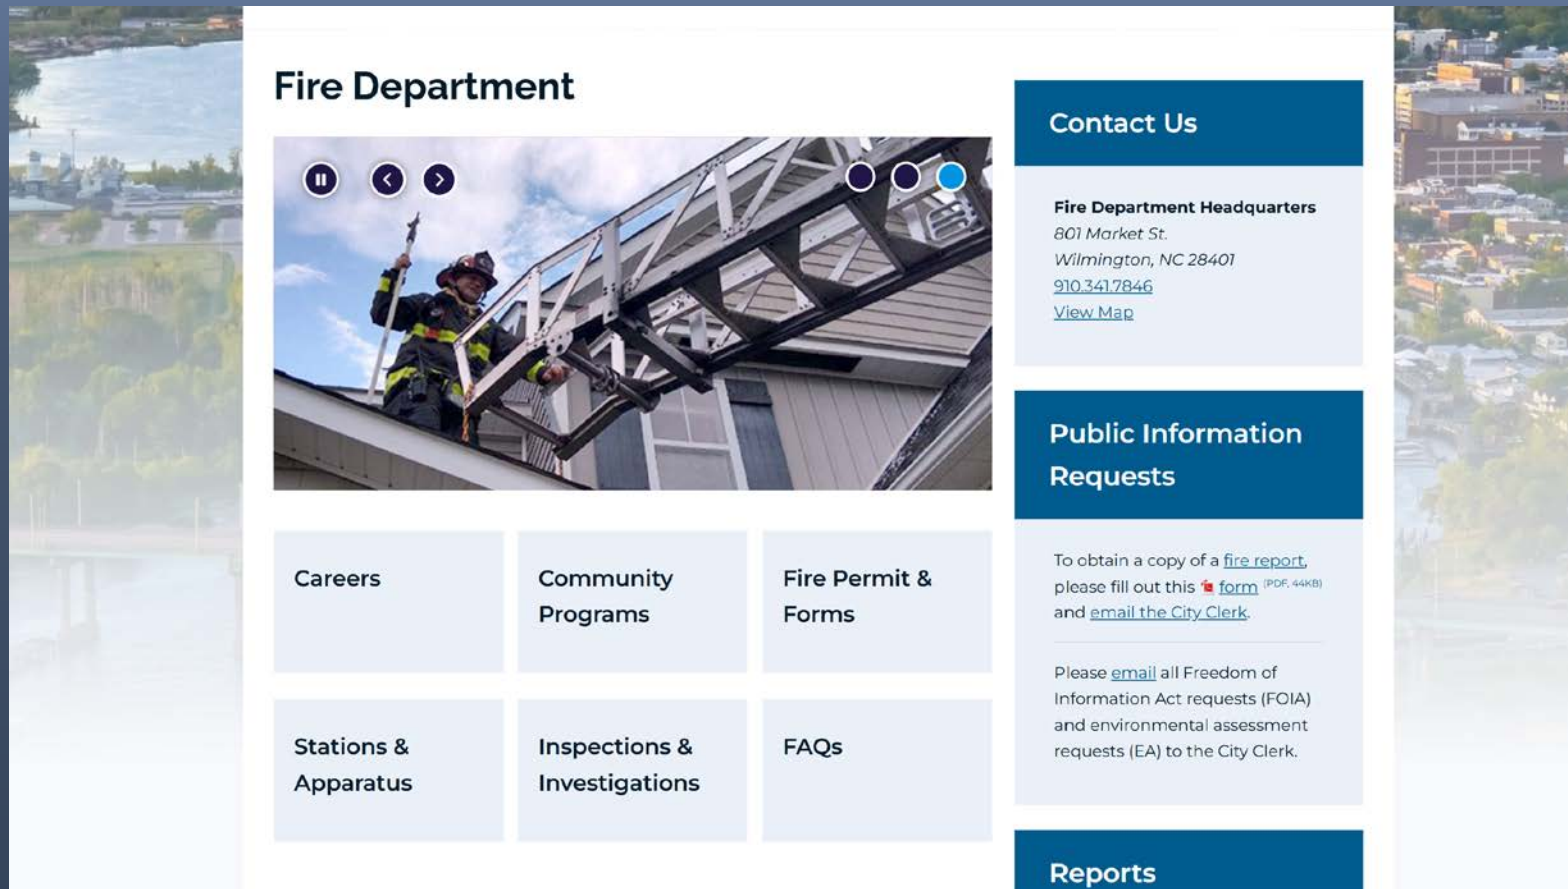 Fire Department
Careers
Community
Programs
Fire Permit &
Forms
Stations &
Apparatus
Inspections &
Investigations
FAQs
Contact Us
Fire Department Headquarters
801 Market St.
Wilmington, NC 28401
910.341.7846
View Map
Public Information
Requests
To obtain a copy of a fire report,
please fill out this form (PDF, 44KB)
and email the City Clerk.
Please email all Freedom of
Information Act requests (FOIA)
and environmental assessment
requests (EA) to the City Clerk.
Reports